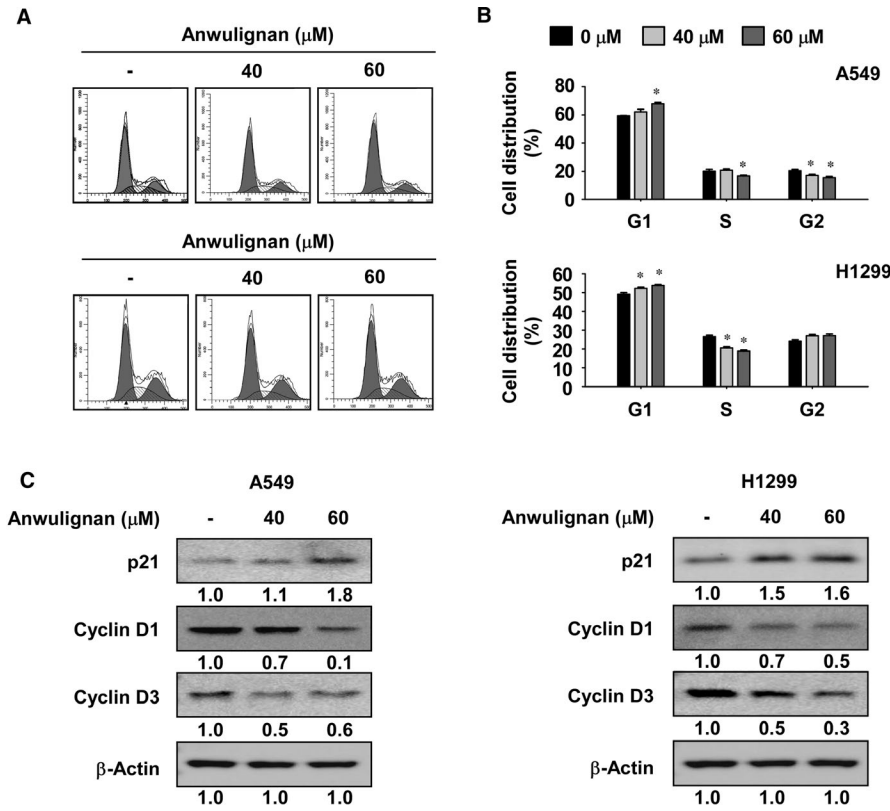 A
Anwulignan (μM)
- 40 60
Anwulignan (μM)
- 40 60
B
0 μM 40 μM 60 μM
A549
Cell distribution
(%)
80
60
40
20
0
* * * *
G1 S G2
H1299
Cell distribution
(%)
60
50
40
30
20
10
0
* * * *
G1 S G2
C
A549
Anwulignan (μM) - 40 60
p21
1.0 1.1 1.8
Cyclin D1
1.0 0.7 0.1
Cyclin D3
1.0 0.5 0.6
β-Actin
1.0 1.0 1.0
H1299
Anwulignan (μM) - 40 60
p21
1.0 1.5 1.6
Cyclin D1
1.0 0.7 0.5
Cyclin D3
1.0 0.5 0.3
β-Actin
1.0 1.0 1.0